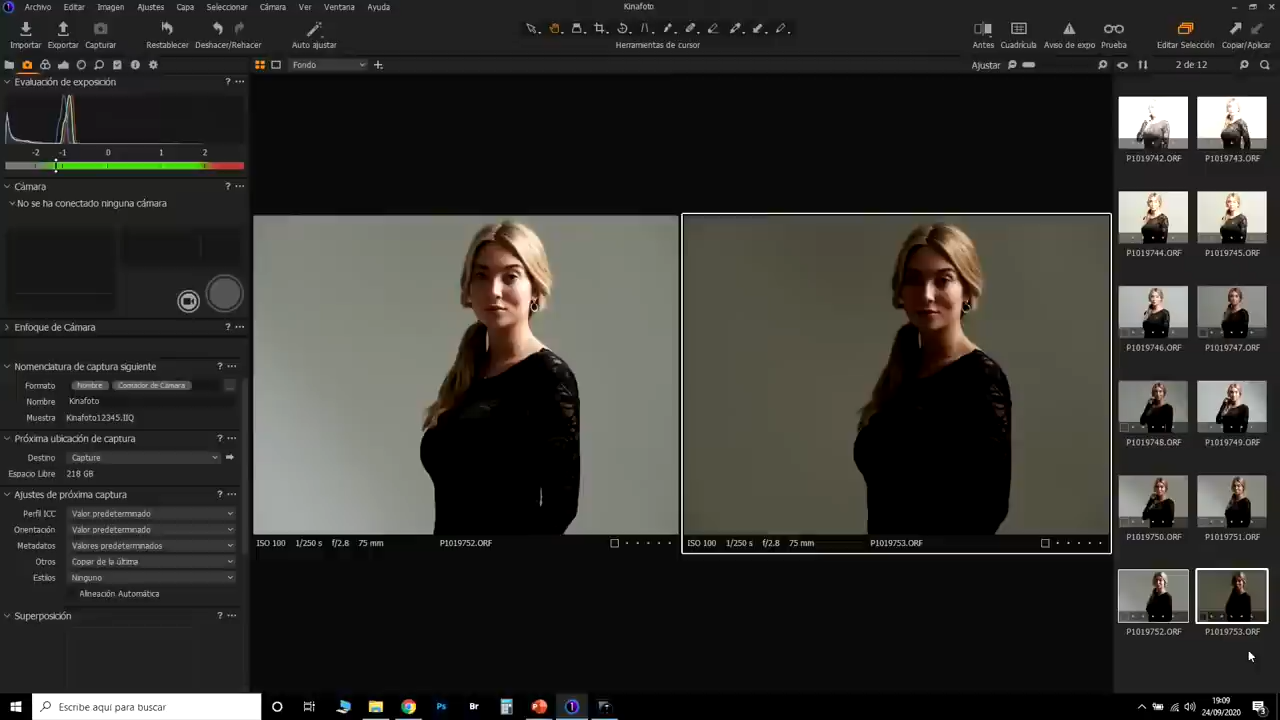 Archivo Editar Imagen Ajustes Capa Seleccionar Cámara Ver Ventana Ayuda
Kinafoto
Importar Exportar Capturar Restablecer Deshacer/Rehacer Auto ajustar
Herramientas de cursor
Antes Cuadrícula Aviso de expo Prueba Editar Selección Copiar/Aplicar
Fondo
Ajustar
2 de 12
Evaluación de exposición
-2 -1 0 1 2
Cámara
No se ha conectado ninguna cámara
Enfoque de Cámara
Nomenclatura de captura siguiente
Formato Nombre Contador de Cámara
Nombre Kinafoto
Muestra Kinafoto12345.IIQ
Próxima ubicación de captura
Destino Capture
Espacio Libre 218 GB
Ajustes de próxima captura
Perfil ICC Valor predeterminado
Orientación Valor predeterminado
Metadatos Valores predeterminados
Otros Copiar de la última
Estilos Ninguno
Alineación Automática
Superposición
ISO 100 1/250 s f/2.8 75 mm P1019752.ORF
ISO 100 1/250 s f/2.8 75 mm P1019753.ORF
P1019742.ORF P1019743.ORF
P1019744.ORF P1019745.ORF
P1019746.ORF P1019747.ORF
P1019748.ORF P1019749.ORF
P1019750.ORF P1019751.ORF
P1019752.ORF P1019753.ORF
Escribe aquí para buscar
Ps
Br
19:09
24/09/2020